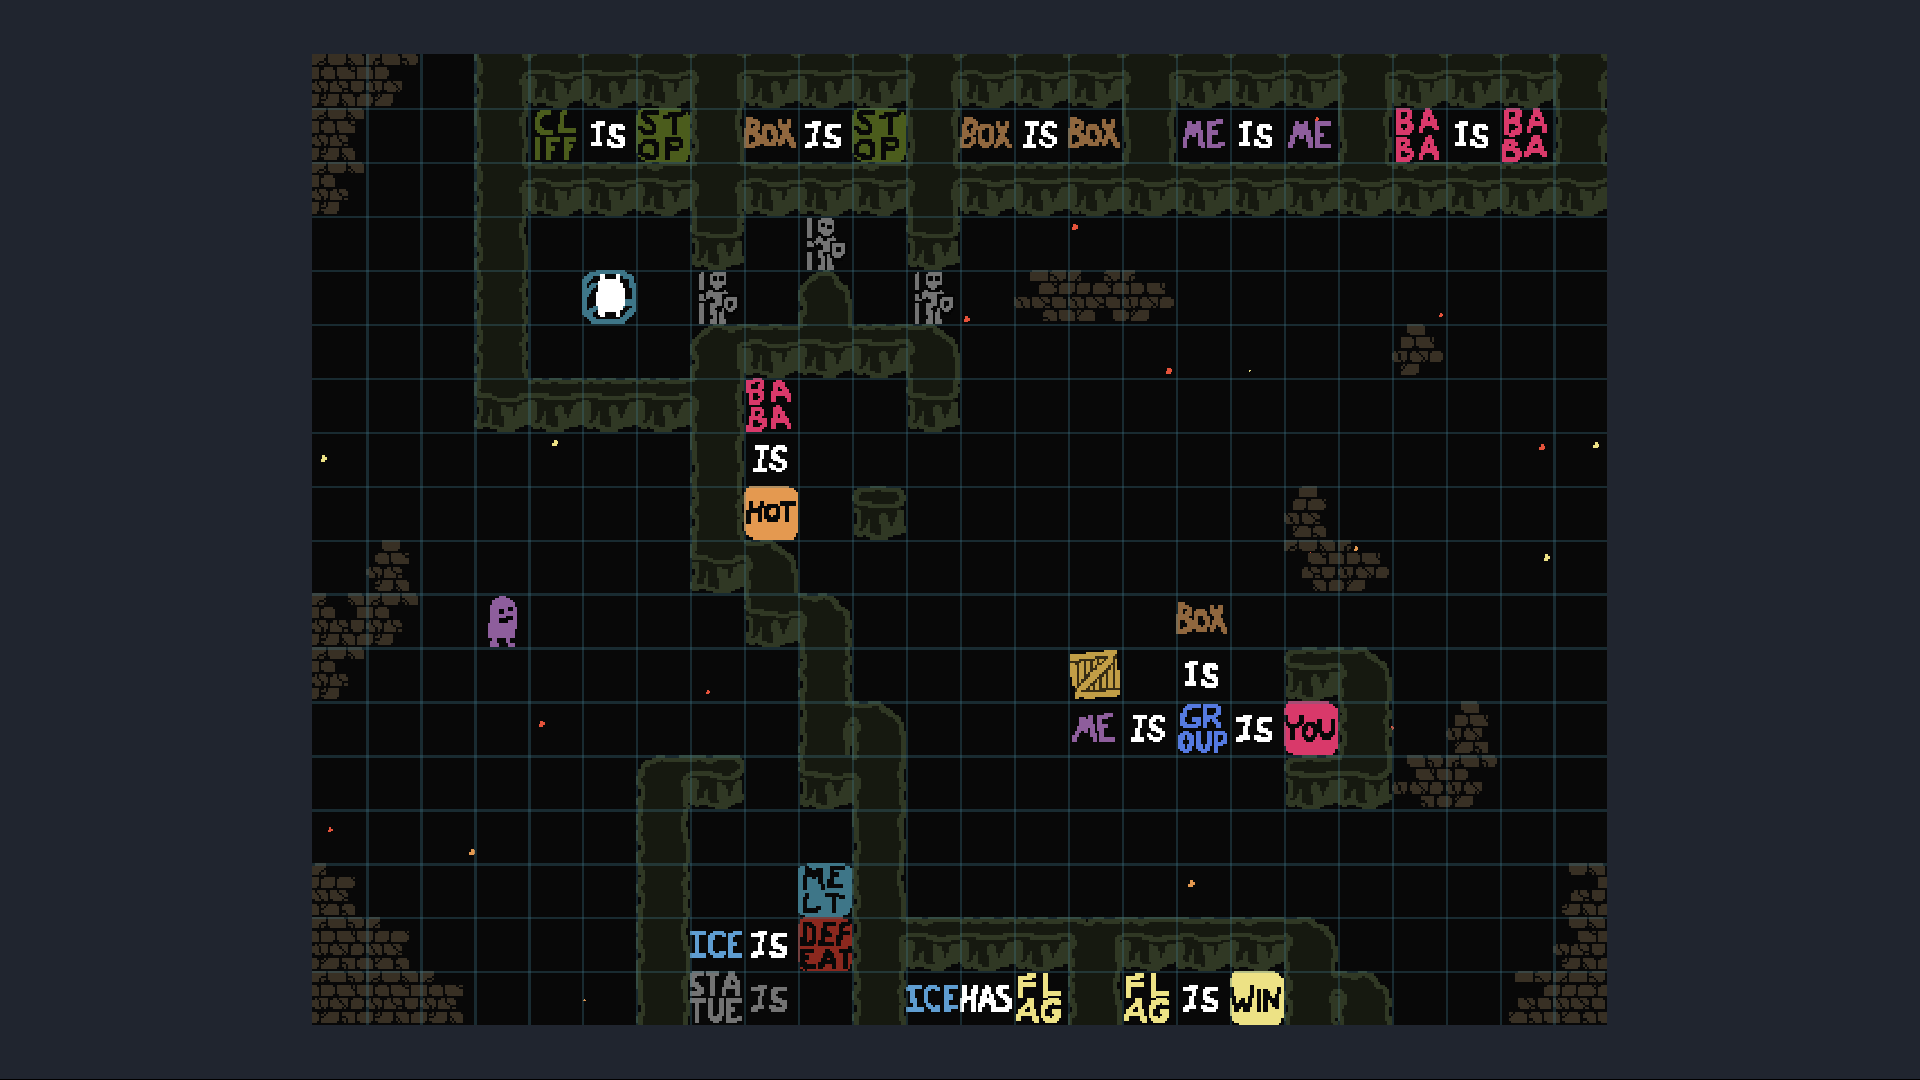 CLIFF IS STOP BOX IS STOP BOX IS BOX ME IS ME BABA IS BABA
BABA
IS
HOT
BOX
IS
ME IS GROUP IS YOU
MELT
ICE IS DEFEAT
STATUE IS ICE HAS FLAG FLAG IS WIN